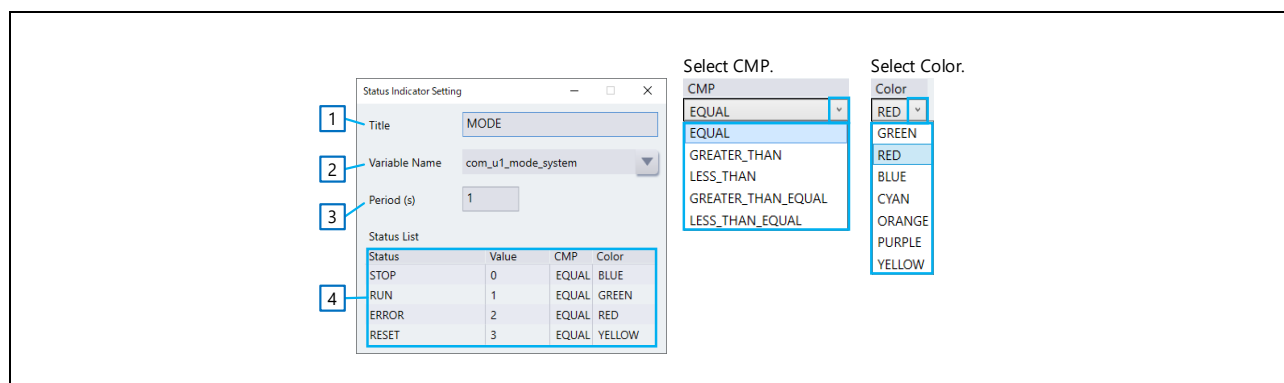 Select CMP.
Select Color.
Status Indicator Setting
1
Title
MODE
2
Variable Name
com_u1_mode_system
3
Period (s)
1
Status List
4
Status Value CMP Color
STOP 0 EQUAL BLUE
RUN 1 EQUAL GREEN
ERROR 2 EQUAL RED
RESET 3 EQUAL YELLOW
CMP
EQUAL
EQUAL
GREATER_THAN
LESS_THAN
GREATER_THAN_EQUAL
LESS_THAN_EQUAL
Color
RED
GREEN
RED
BLUE
CYAN
ORANGE
PURPLE
YELLOW